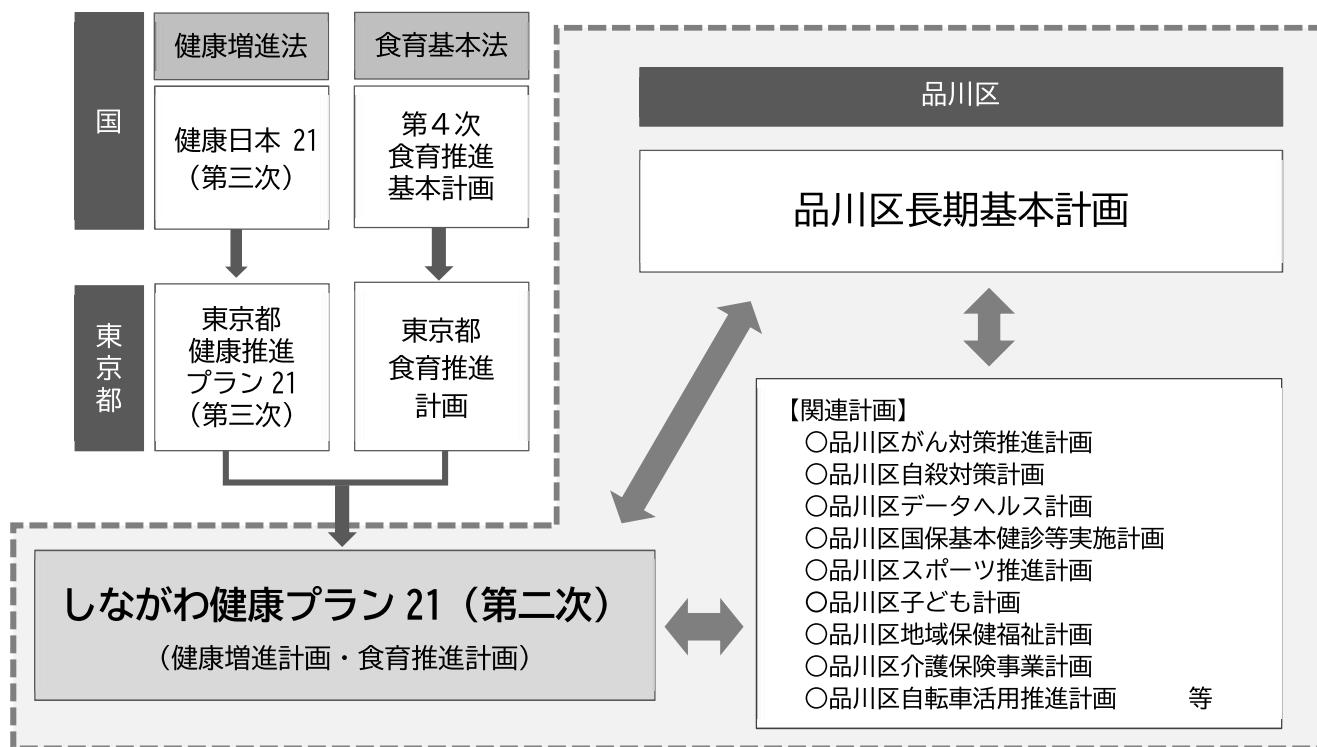 国
健康増進法
健康日本 21
（第三次）
食育基本法
第４次
食育推進
基本計画
東京都
東京都
健康推進
プラン 21
（第三次）
東京都
食育推進
計画
品川区
品川区長期基本計画
【関連計画】
○品川区がん対策推進計画
○品川区自殺対策計画
○品川区データヘルス計画
○品川区国保基本健診等実施計画
○品川区スポーツ推進計画
○品川区子ども計画
○品川区地域保健福祉計画
○品川区介護保険事業計画
○品川区自転車活用推進計画　　　等
しながわ健康プラン 21（第二次）
（健康増進計画・食育推進計画）